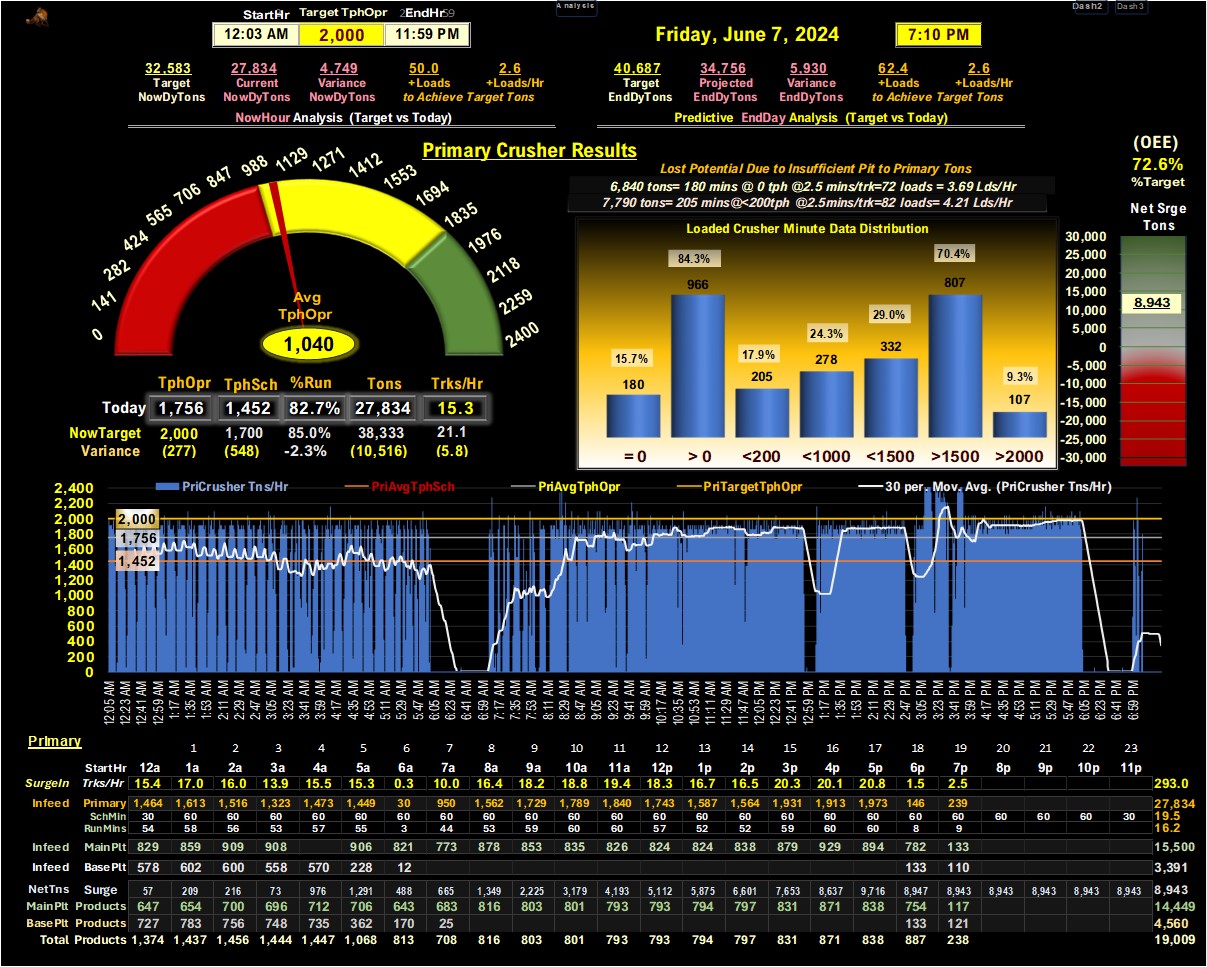 Analysis
Dash2 Dash3
StartHr Target TphOpr EndHr
12:03 AM 2,000 11:59 PM
Friday, June 7, 2024 7:10 PM
32,583 27,834 4,749 50.0 2.6
Target Current Variance +Loads +Loads/Hr
NowDyTons NowDyTons NowDyTons to Achieve Target Tons
NowHour Analysis (Target vs Today)
40,687 34,756 5,930 62.4 2.6
Target Projected Variance +Loads +Loads/Hr
EndDyTons EndDyTons EndDyTons to Achieve Target Tons
Predictive EndDay Analysis (Target vs Today)
Primary Crusher Results
0 141 282 424 565 706 847 988 1129 1271 1412 1553 1694 1835 1976 2118 2259 2400
Avg
TphOpr
1,040
TphOpr TphSch %Run Tons Trks/Hr
Today 1,756 1,452 82.7% 27,834 15.3
NowTarget 2,000 1,700 85.0% 38,333 21.1
Variance (277) (548) -2.3% (10,516) (5.8)
Lost Potential Due to Insufficient Pit to Primary Tons
6,840 tons= 180 mins @ 0 tph @2.5 mins/trk=72 loads = 3.69 Lds/Hr
7,790 tons= 205 mins@<200tph @2.5mins/trk=82 loads= 4.21 Lds/Hr
Loaded Crusher Minute Data Distribution
15.7% 84.3% 17.9% 24.3% 29.0% 70.4% 9.3%
180 966 205 278 332 807 107
= 0 > 0 <200 <1000 <1500 >1500 >2000
(OEE)
72.6%
%Target
Net Srge
Tons
30,000
25,000
20,000
15,000
10,000
5,000
0
-5,000
-10,000
-15,000
-20,000
-25,000
-30,000
8,943
PriCrusher Tns/Hr PriAvgTphSch PriAvgTphOpr PriTargetTphOpr 30 per. Mov. Avg. (PriCrusher Tns/Hr)
2,400
2,200
2,000
1,800
1,600
1,400
1,200
1,000
800
600
400
200
0
2,000
1,756
1,452
12:05 AM 12:23 AM 12:41 AM 12:59 AM 1:17 AM 1:35 AM 1:53 AM 2:11 AM 2:29 AM 2:47 AM 3:05 AM 3:23 AM 3:41 AM 3:59 AM 4:17 AM 4:35 AM 4:53 AM 5:11 AM 5:29 AM 5:47 AM 6:05 AM 6:23 AM 6:41 AM 6:59 AM 7:17 AM 7:35 AM 7:53 AM 8:11 AM 8:29 AM 8:47 AM 9:05 AM 9:23 AM 9:41 AM 9:59 AM 10:17 AM 10:35 AM 10:53 AM 11:11 AM 11:29 AM 11:47 AM 12:05 PM 12:23 PM 12:41 PM 12:59 PM 1:17 PM 1:35 PM 1:53 PM 2:11 PM 2:29 PM 2:47 PM 3:05 PM 3:23 PM 3:41 PM 3:59 PM 4:17 PM 4:35 PM 4:53 PM 5:11 PM 5:29 PM 5:47 PM 6:05 PM 6:23 PM 6:41 PM 6:59 PM
Primary 1 2 3 4 5 6 7 8 9 10 11 12 13 14 15 16 17 18 19 20 21 22 23
StartHr 12a 1a 2a 3a 4a 5a 6a 7a 8a 9a 10a 11a 12p 1p 2p 3p 4p 5p 6p 7p 8p 9p 10p 11p
SurgeIn Trks/Hr 15.4 17.0 16.0 13.9 15.5 15.3 0.3 10.0 16.4 18.2 18.8 19.4 18.3 16.7 16.5 20.3 20.1 20.8 1.5 2.5 293.0
Infeed Primary 1,464 1,613 1,516 1,323 1,473 1,449 30 950 1,562 1,729 1,789 1,840 1,743 1,587 1,564 1,931 1,913 1,973 146 239 27,834
SchMin 30 60 60 60 60 60 60 60 60 60 60 60 60 60 60 60 60 60 60 60 60 60 60 30 19.5
RunMins 54 58 56 53 57 55 3 44 53 59 60 60 57 52 52 59 60 60 8 9 16.2
Infeed MainPlt 829 859 909 908 906 821 773 878 853 835 826 824 824 838 879 929 894 782 133 15,500
Infeed BasePlt 578 602 600 558 570 228 12 133 110 3,391
NetTns Surge 57 209 216 73 976 1,291 488 665 1,349 2,225 3,179 4,193 5,112 5,875 6,601 7,653 8,637 9,716 8,947 8,943 8,943 8,943 8,943 8,943 8,943
MainPlt Products 647 654 700 696 712 706 643 683 816 803 801 793 793 794 797 831 871 838 754 117 14,449
BasePlt Products 727 783 756 748 735 362 170 25 133 121 4,560
Total Products 1,374 1,437 1,456 1,444 1,447 1,068 813 708 816 803 801 793 793 794 797 831 871 838 887 238 19,009